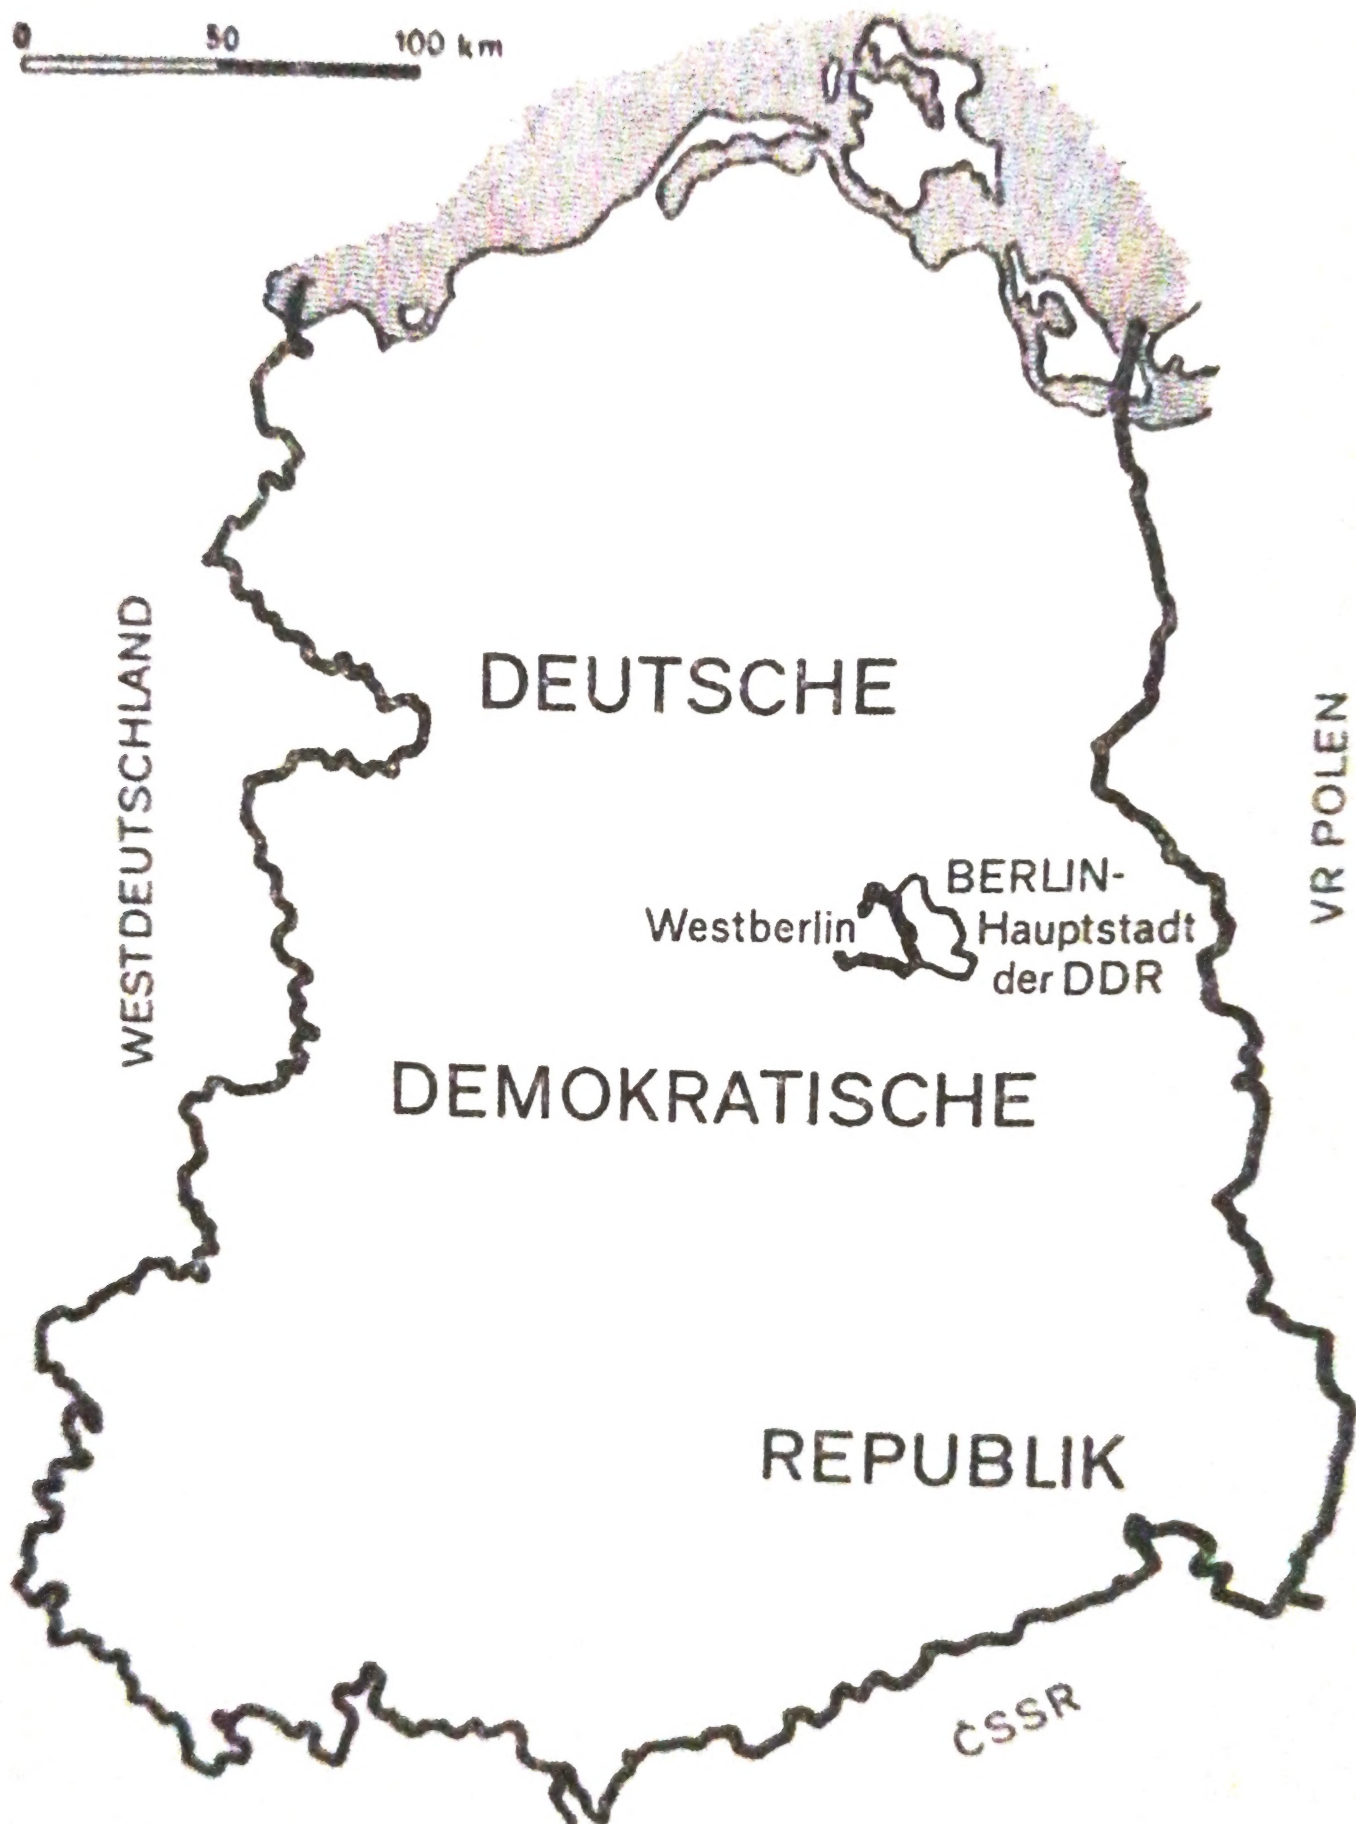 0 50 100 km
DEUTSCHE
WESTDEUTSCHLAND
VR POLEN
BERLIN-
Westberlin
Hauptstadt
der DDR
DEMOKRATISCHE
REPUBLIK
ČSSR